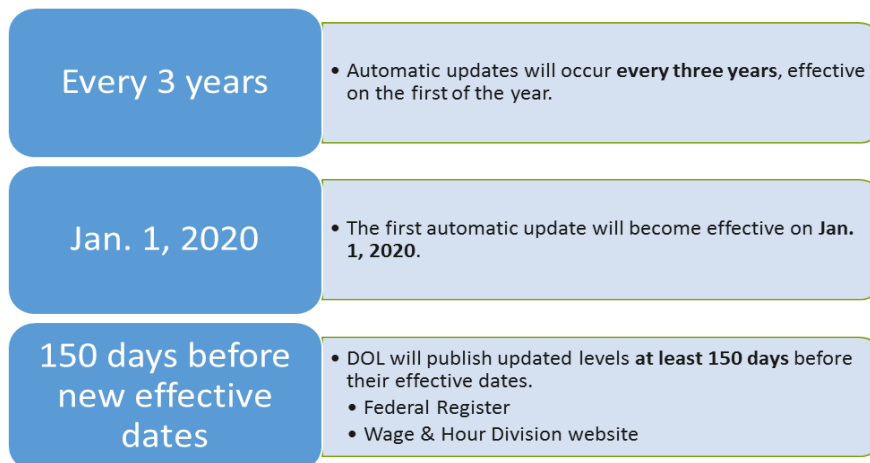 Every 3 years
• Automatic updates will occur every three years, effective
on the first of the year.
Jan. 1, 2020
• The first automatic update will become effective on Jan.
1, 2020.
150 days before
new effective
dates
• DOL will publish updated levels at least 150 days before
their effective dates.
• Federal Register
• Wage & Hour Division website